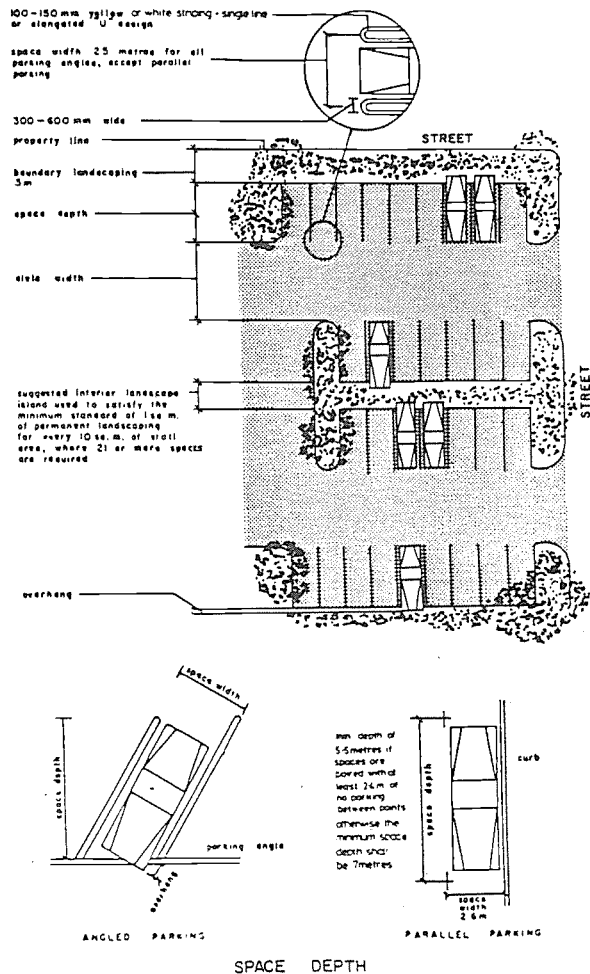 100-150 mm yellow or white striping - single line
or elongated 'U' design
space width 2.5 metres for all
parking angles, except parallel
parking
300-600 mm wide
property line
STREET
boundary landscaping
3m
space depth
aisle width
suggested interior landscape
island used to satisfy the
minimum standard of 1 sq. m.
of permanent landscaping
for every 10 sq. m. of stall
area, where 21 or more spaces
are required
STREET
overhang
space width
space depth
parking angle
overhang
ANGLED PARKING
min depth of
5.5 metres if
spaces are
paired with at
least 2.4 m of
no parking
between points
otherwise the
minimum space
depth shall
be 7 metres
space depth
curb
space
width
2.6 m
PARALLEL PARKING
SPACE DEPTH